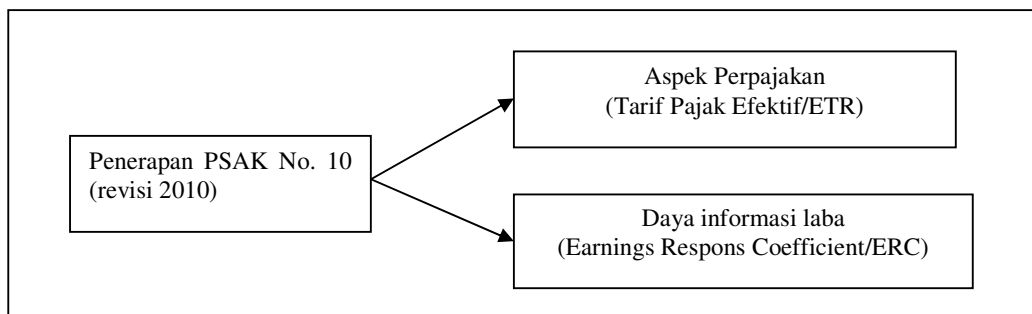 Aspek Perpajakan
(Tarif Pajak Efektif/ETR)
Penerapan PSAK No. 10
(revisi 2010)
Daya informasi laba
(Earnings Respons Coefficient/ERC)